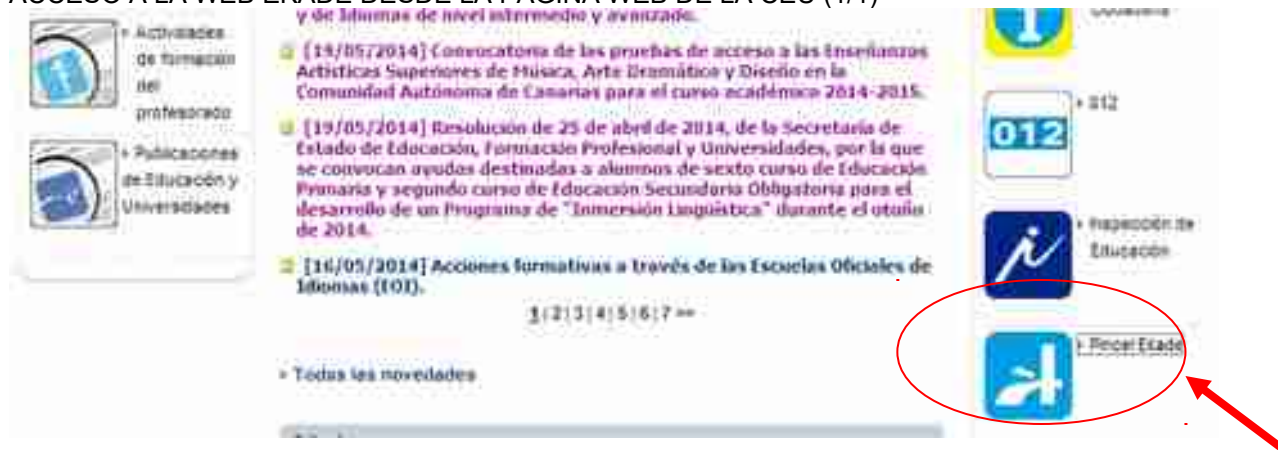 ACCESO A LA WEB EKADE DESDE LA PÁGINA WEB DE LA CEU (1/1)
Actividades
de formación
del
profesorado
Publicaciones
de Educación y
Universidades
y de Idiomas de nivel intermedio y avanzado.
[19/05/2014] Convocatoria de las pruebas de acceso a las Enseñanzas
Artísticas Superiores de Música, Arte Dramático y Diseño en la
Comunidad Autónoma de Canarias para el curso académico 2014-2015.
[19/05/2014] Resolución de 25 de abril de 2014, de la Secretaría de
Estado de Educación, Formación Profesional y Universidades, por la que
se convocan ayudas destinadas a alumnos de sexto curso de Educación
Primaria y segundo curso de Educación Secundaria Obligatoria para el
desarrollo de un Programa de "Inmersión Lingüística" durante el otoño
de 2014.
[16/05/2014] Acciones formativas a través de las Escuelas Oficiales de
Idiomas (EOI).
1|2|3|4|5|6|7 »»
» Todas las novedades
012
012
Inspección de
Educación
Pincel Ekade